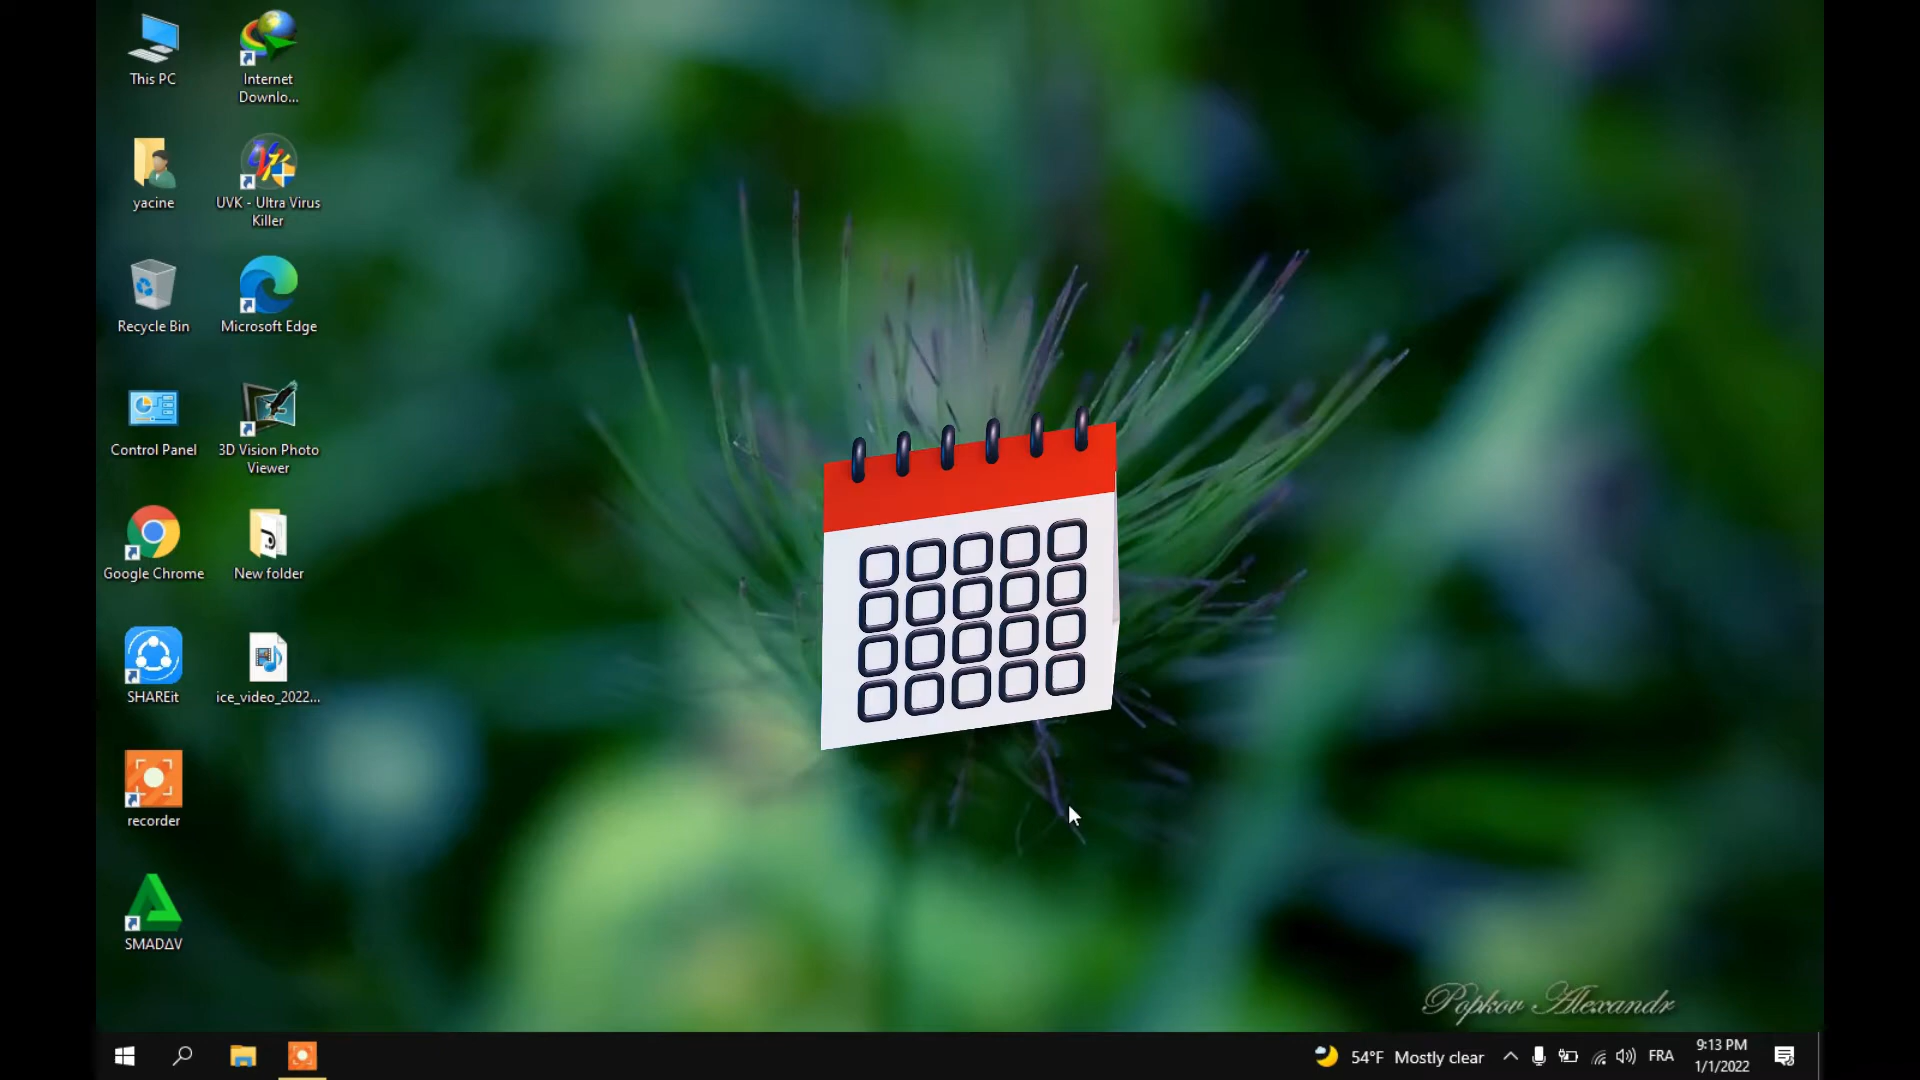 This PC
Internet
Downlo...
yacine
UVK - Ultra Virus
Killer
Recycle Bin
Microsoft Edge
Control Panel
3D Vision Photo
Viewer
Google Chrome
New folder
SHAREit
ice_video_2022...
recorder
SMADΔV
Popkov Alexandr
54°F Mostly clear
FRA
9:13 PM
1/1/2022